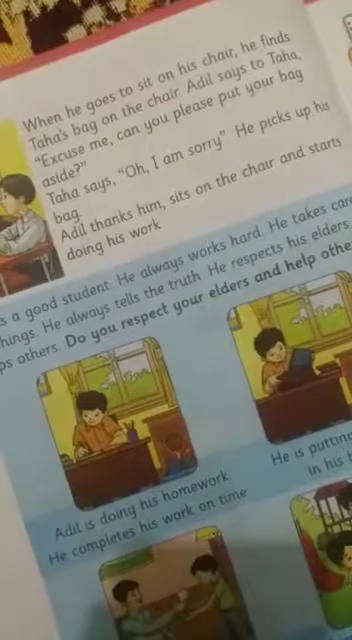 When he goes to sit on his chair, he finds
Taha's bag on the chair. Adil says to Taha,
"Excuse me, can you please put your bag
aside?"
Taha says, "Oh, I am sorry." He picks up his
bag.
Adil thanks him, sits on the chair and starts
doing his work.
a good student. He always works hard. He takes
He always tells the truth. He respects his elders
others. Do you respect your elders and help
Adil is doing his homework.
He completes his work on time.
He is putting
in his